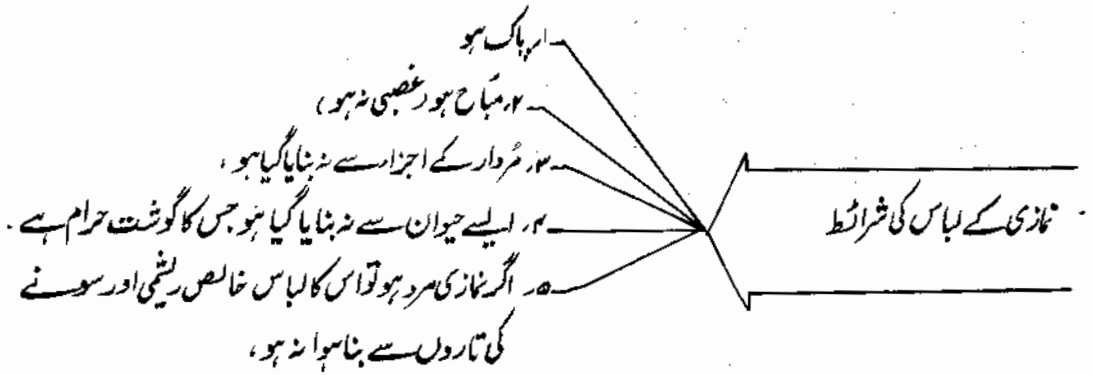 نمازی کے لباس کی شرائط
۱۔ پاک ہو
۲۔ مُباح ہو (غصبی نہ ہو)
۳۔ مُردار کے اجزاء سے نہ بنایا گیا ہو ،
۴۔ ایسے حیوان سے نہ بنایا گیا ہو جس کا گوشت حرام ہے ۔
۵۔ اگر نمازی مرد ہو تو اس کا لباس خالص ریشمی اور سونے
کی تاروں سے بنا ہوا نہ ہو ،